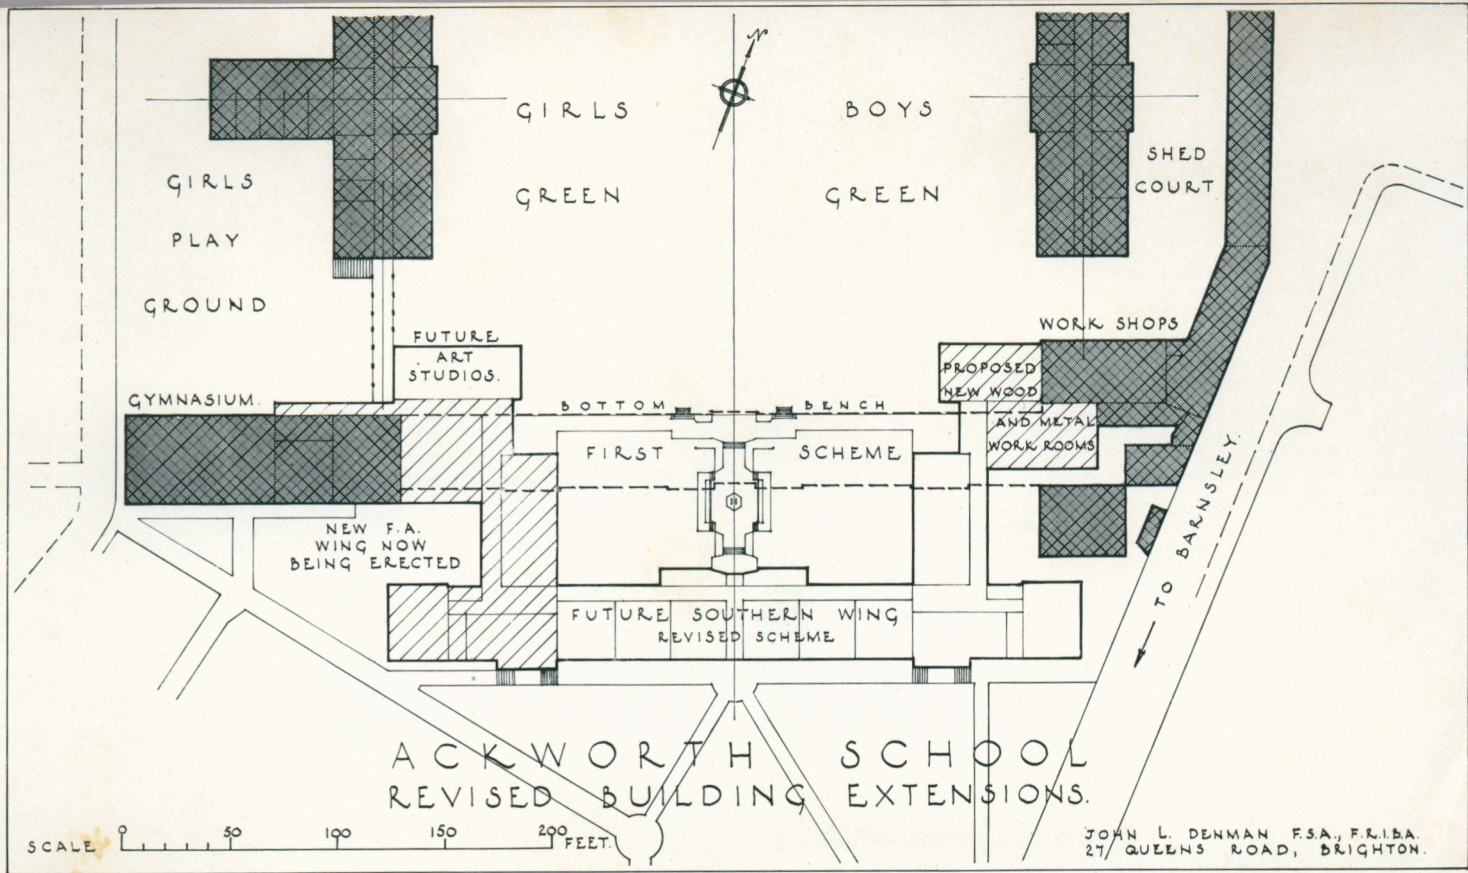 N
GIRLS
GREEN
BOYS
GREEN
SHED
COURT
GIRLS
PLAY
GROUND
FUTURE
ART
STUDIOS.
WORK SHOPS
PROPOSED
NEW WOOD
AND METAL
WORK ROOMS
GYMNASIUM.
BOTTOM BENCH
FIRST SCHEME
NEW F.A.
WING NOW
BEING ERECTED
H
FUTURE SOUTHERN WING
REVISED SCHEME
TO BARNSLEY.
ACKWORTH SCHOOL
REVISED BUILDING EXTENSIONS.
SCALE 0 50 100 150 200 FEET.
JOHN L. DENMAN F.S.A., F.R.I.B.A.
27 QUEENS ROAD, BRIGHTON.